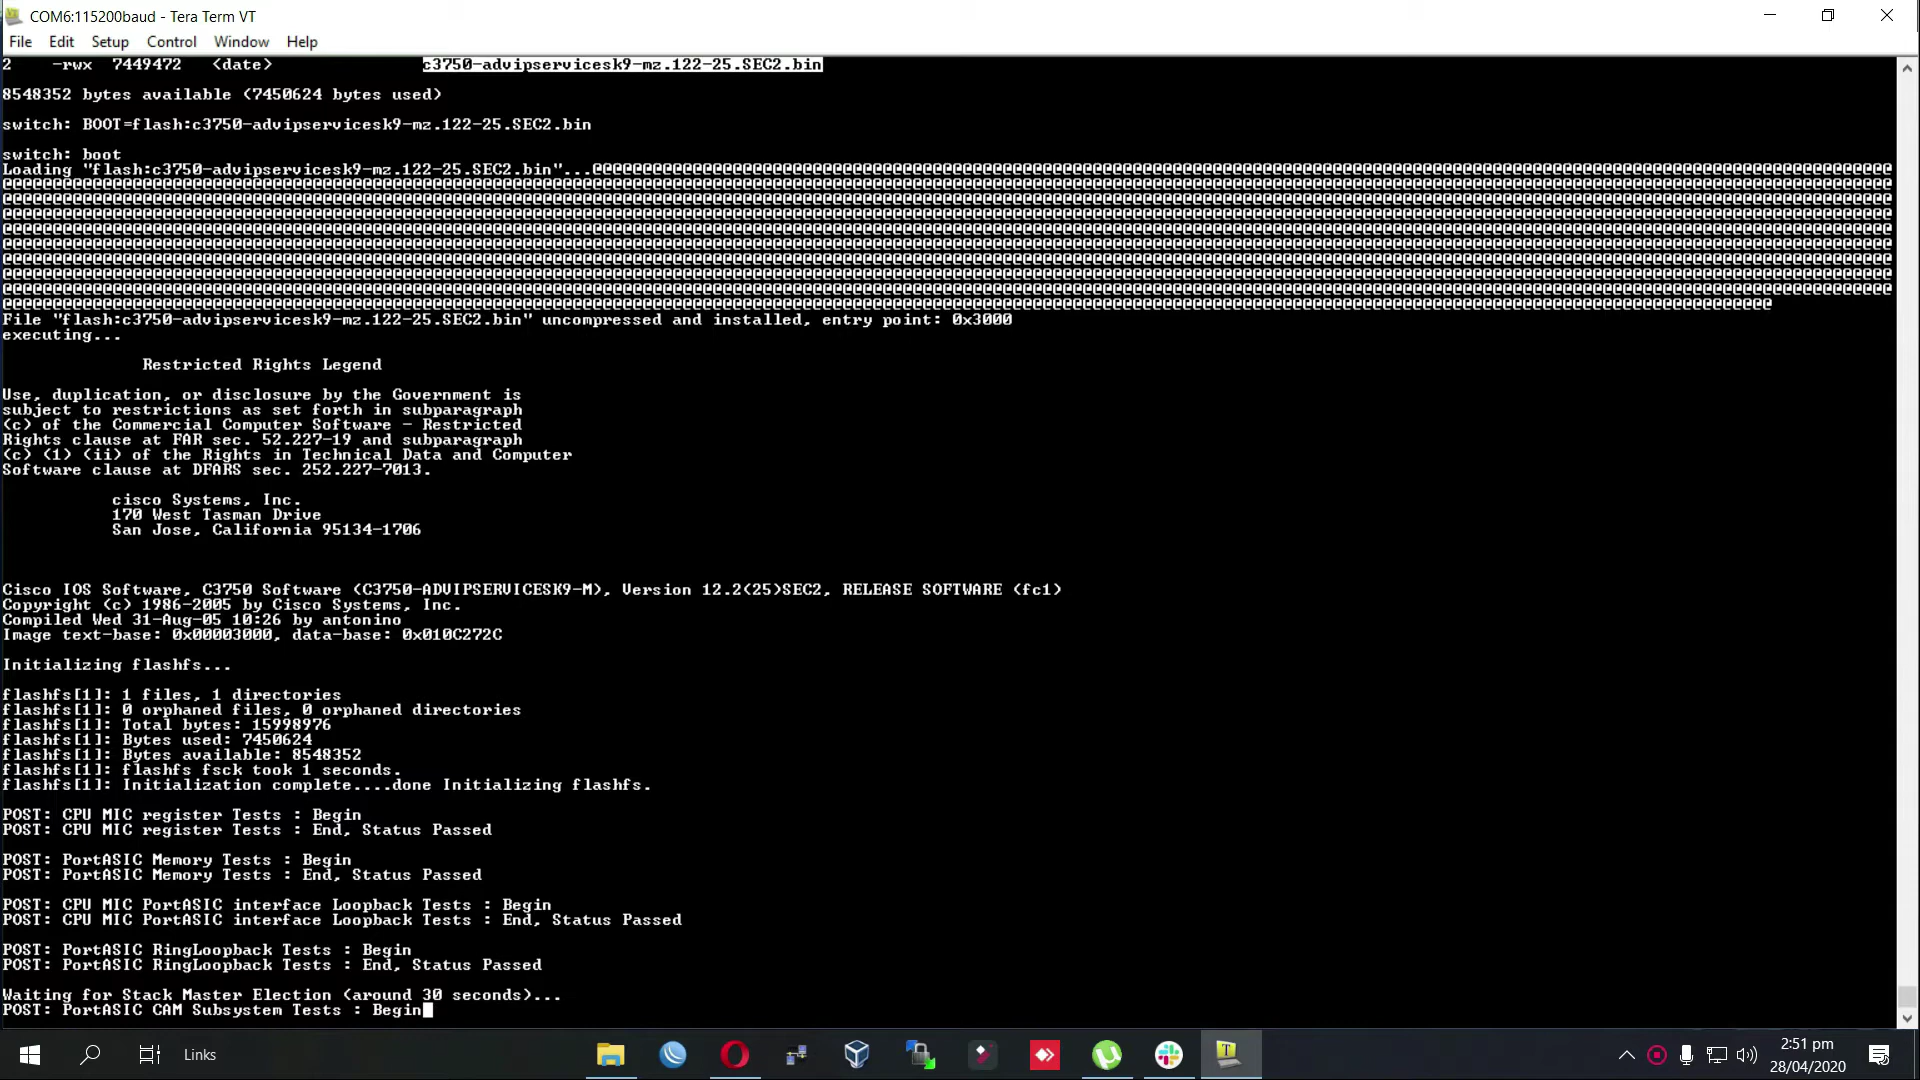 COM6:115200baud - Tera Term VT
File Edit Setup Control Window Help
2 -rwx 7449472 <date> c3750-advipservicesk9-mz.122-25.SEC2.bin
8548352 bytes available (7450624 bytes used)
switch: BOOT=flash:c3750-advipservicesk9-mz.122-25.SEC2.bin
switch: boot
Loading "flash:c3750-advipservicesk9-mz.122-25.SEC2.bin"...
File "flash:c3750-advipservicesk9-mz.122-25.SEC2.bin" uncompressed and installed, entry point: 0x3000
executing...
Restricted Rights Legend
Use, duplication, or disclosure by the Government is
subject to restrictions as set forth in subparagraph
(c) of the Commercial Computer Software - Restricted
Rights clause at FAR sec. 52.227-19 and subparagraph
(c) (1) (ii) of the Rights in Technical Data and Computer
Software clause at DFARS sec. 252.227-7013.
cisco Systems, Inc.
170 West Tasman Drive
San Jose, California 95134-1706
Cisco IOS Software, C3750 Software (C3750-ADVIPSERVICESK9-M), Version 12.2(25)SEC2, RELEASE SOFTWARE (fc1)
Copyright (c) 1986-2005 by Cisco Systems, Inc.
Compiled Wed 31-Aug-05 10:26 by antonino
Image text-base: 0x00003000, data-base: 0x010C272C
Initializing flashfs...
flashfs[1]: 1 files, 1 directories
flashfs[1]: 0 orphaned files, 0 orphaned directories
flashfs[1]: Total bytes: 15998976
flashfs[1]: Bytes used: 7450624
flashfs[1]: Bytes available: 8548352
flashfs[1]: flashfs fsck took 1 seconds.
flashfs[1]: Initialization complete....done Initializing flashfs.
POST: CPU MIC register Tests : Begin
POST: CPU MIC register Tests : End, Status Passed
POST: PortASIC Memory Tests : Begin
POST: PortASIC Memory Tests : End, Status Passed
POST: CPU MIC PortASIC interface Loopback Tests : Begin
POST: CPU MIC PortASIC interface Loopback Tests : End, Status Passed
POST: PortASIC RingLoopback Tests : Begin
POST: PortASIC RingLoopback Tests : End, Status Passed
Waiting for Stack Master Election (around 30 seconds)...
POST: PortASIC CAM Subsystem Tests : Begin
Links
2:51 pm
28/04/2020